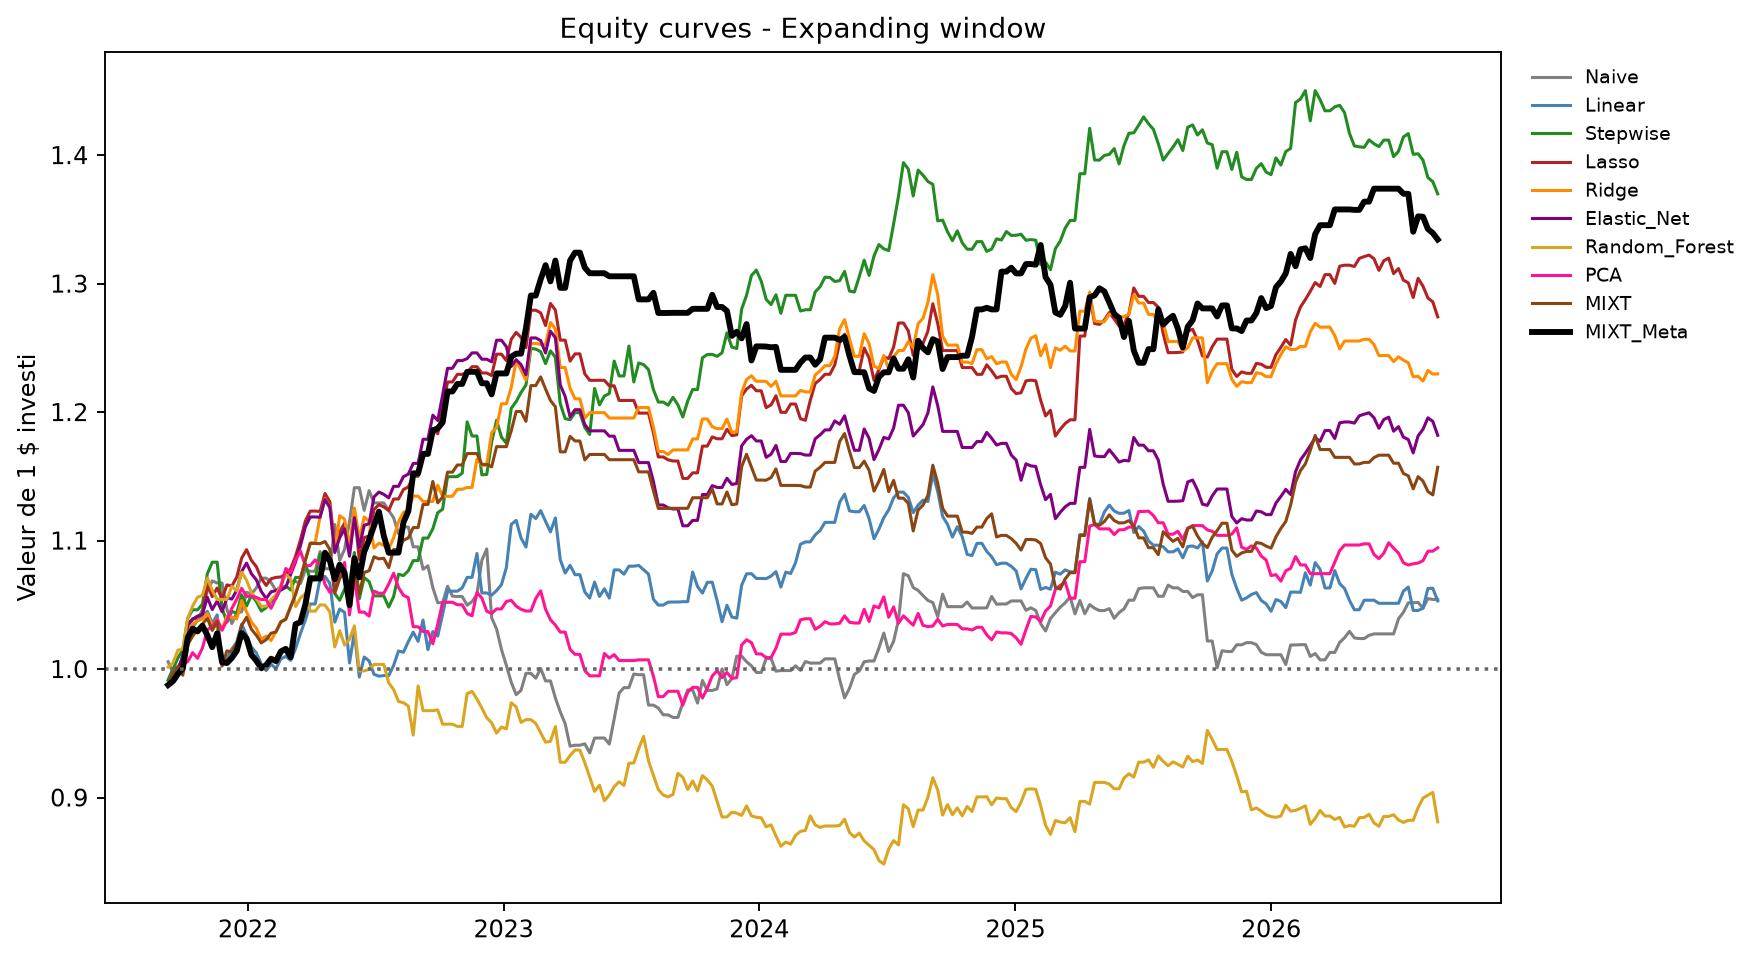 Equity curves - Expanding window
Valeur de 1 $ investi
1.4
1.3
1.2
1.1
1.0
0.9
2022
2023
2024
2025
2026
Naive
Linear
Stepwise
Lasso
Ridge
Elastic_Net
Random_Forest
PCA
MIXT
MIXT_Meta